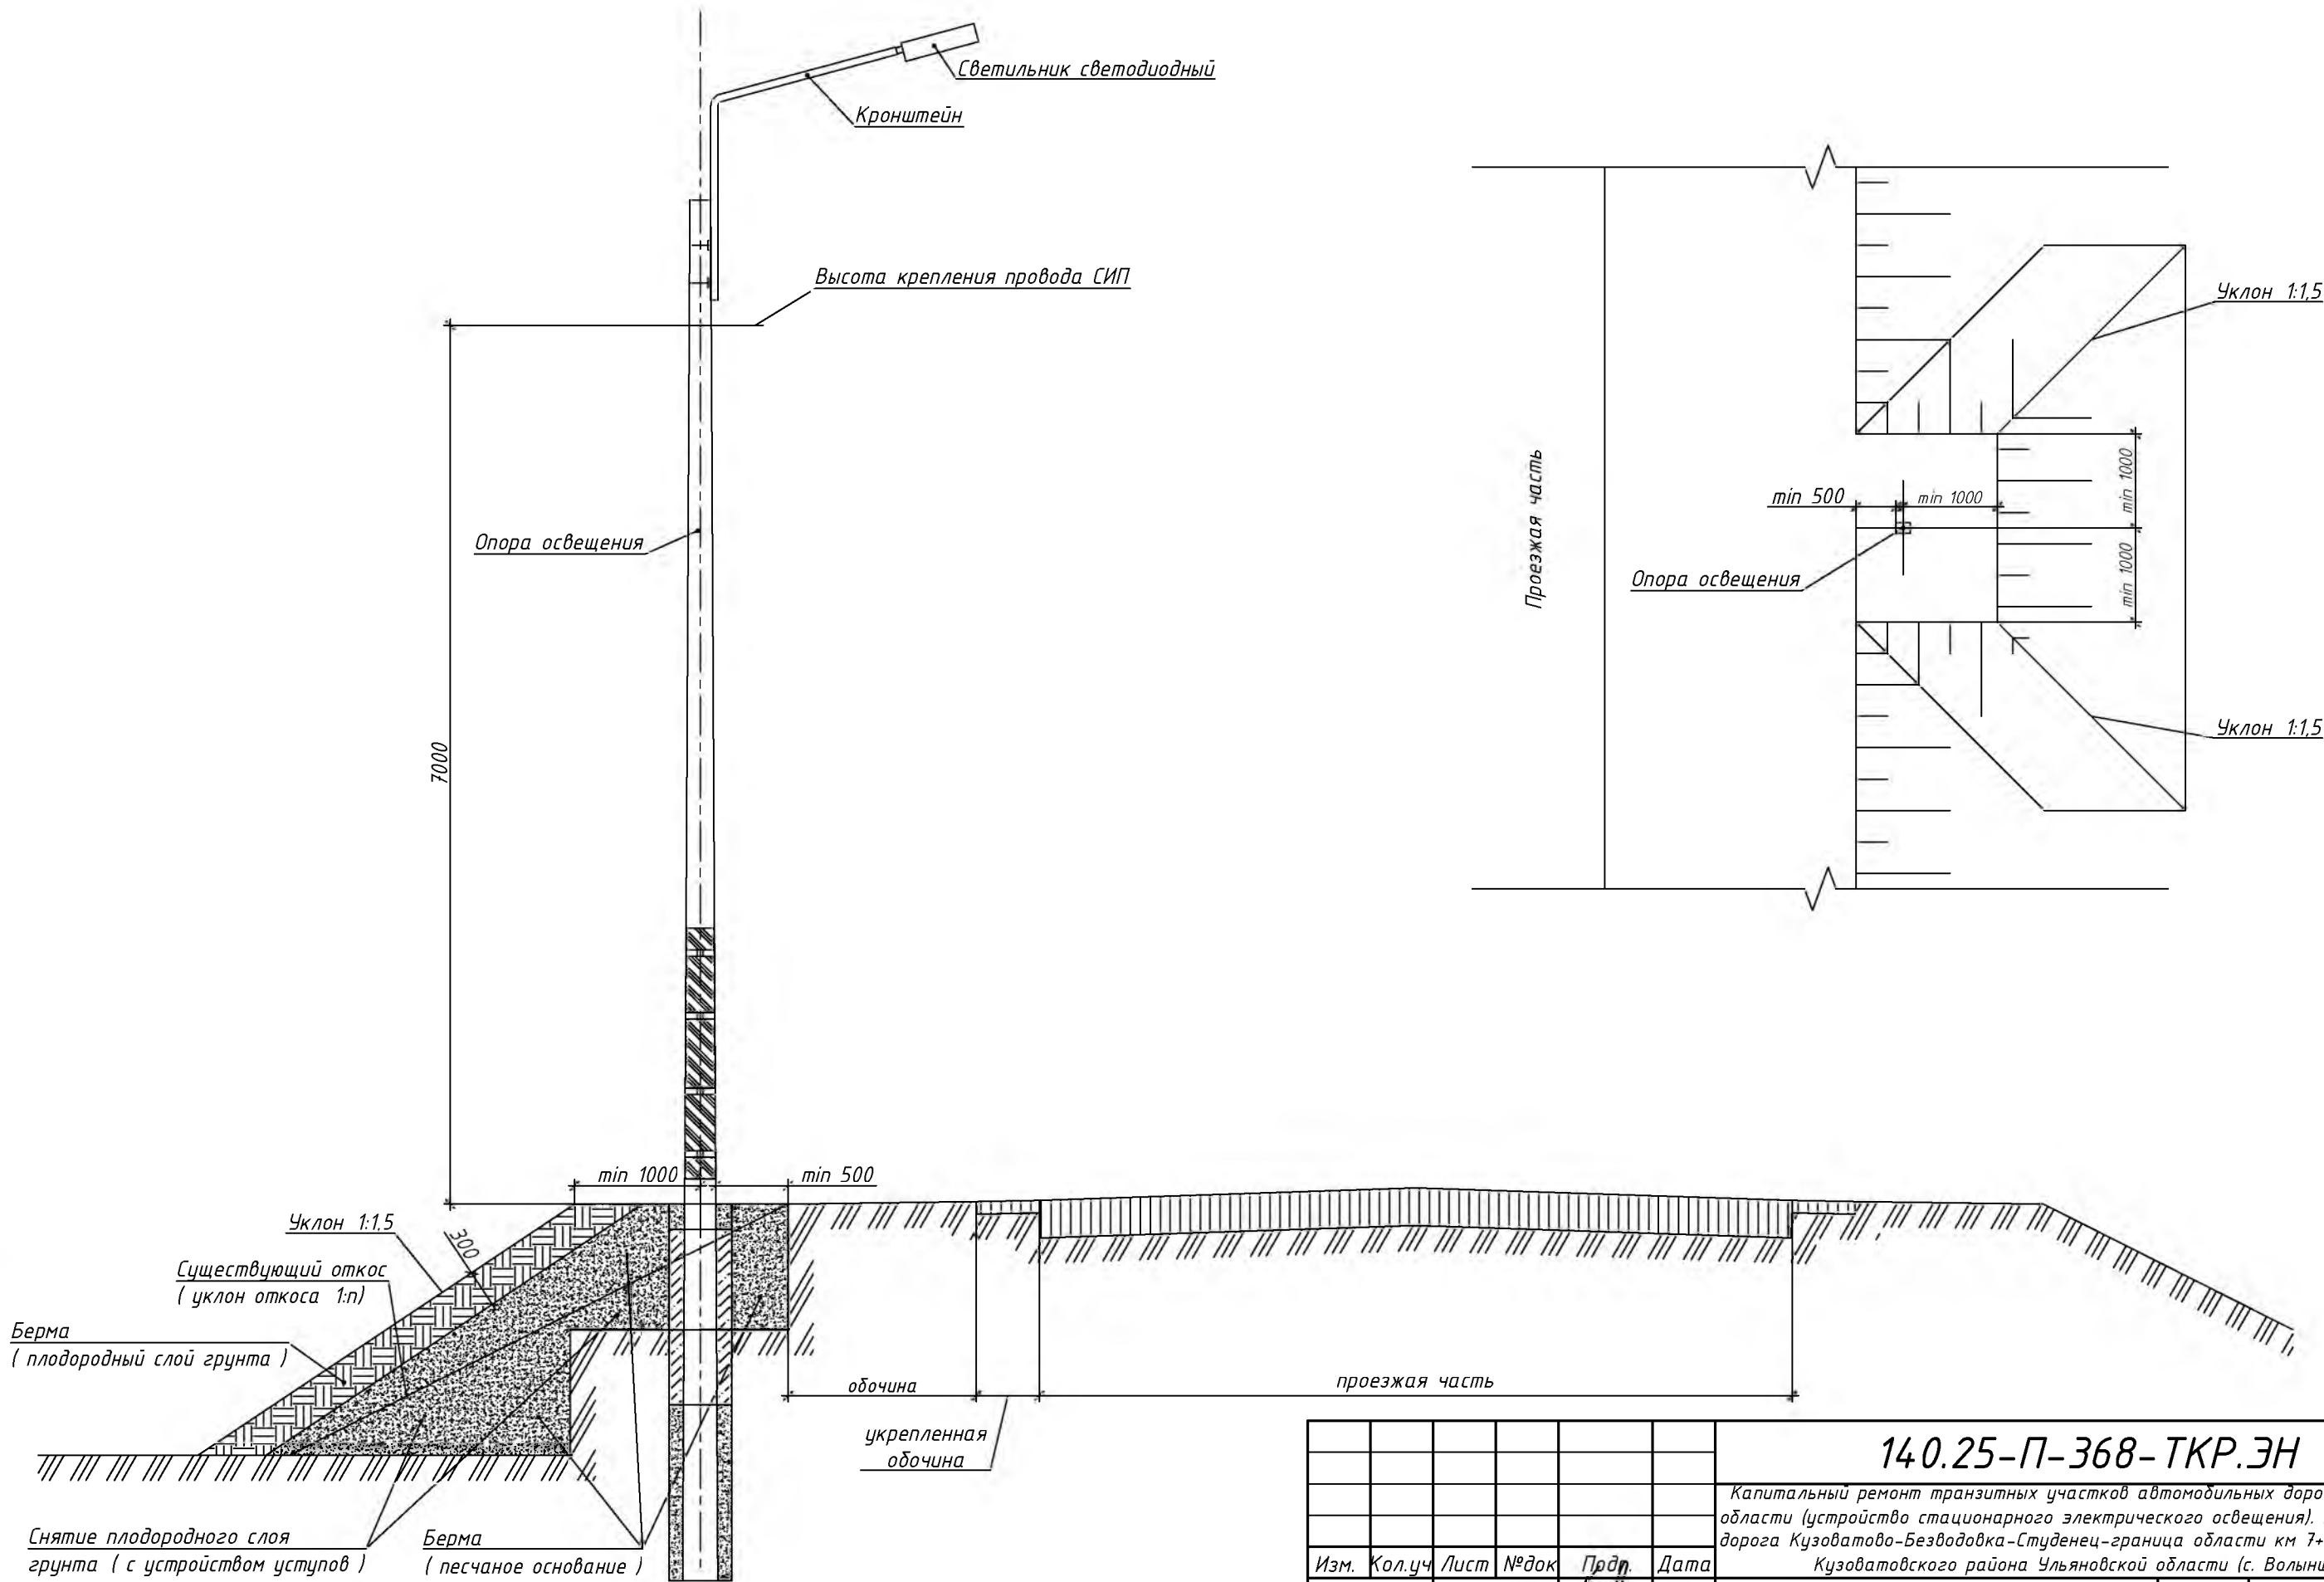 Светильник светодиодный
Кронштейн
Высота крепления провода СИП
Опора освещения
7000
min 1000
min 500
Уклон 1:1,5
300
Существующий откос
( уклон откоса 1:n)
Берма
( плодородный слой грунта )
Снятие плодородного слоя
грунта ( с устройством уступов )
Берма
( песчаное основание )
обочина
укрепленная
обочина
проезжая часть
Проезжая часть
Уклон 1:1,5
min 500
min 1000
min 1000
min 1000
Опора освещения
Уклон 1:1,5
140.25-П-368-ТКР.ЭН
Капитальный ремонт транзитных участков автомобильных
области (устройство стационарного электрического освещения).
дорога Кузоватово-Безводовка-Студенец-граница области км 7+
Кузоватовского района Ульяновской области (с.
Изм. Кол.уч Лист №док Подп. Дата